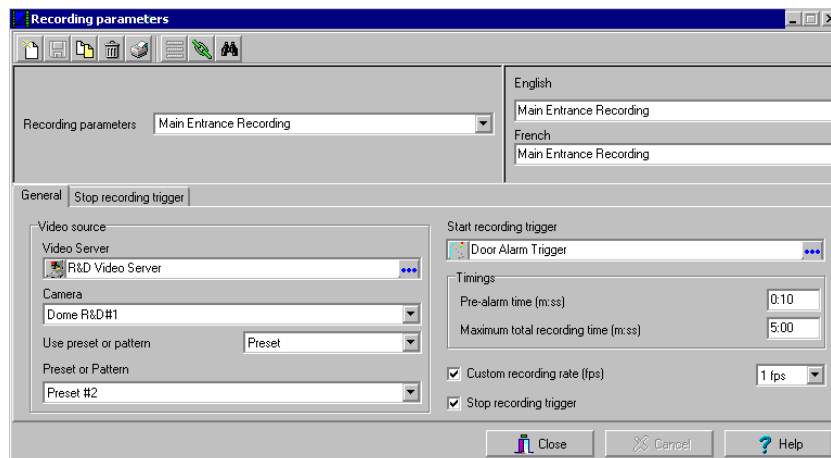 Recording parameters
English
Main Entrance Recording
Recording parameters Main Entrance Recording
French
Main Entrance Recording
General Stop recording trigger
Video source
Video Server
R&D Video Server
Camera
Dome R&D#1
Use preset or pattern Preset
Preset or Pattern
Preset #2
Start recording trigger
Door Alarm Trigger
Timings
Pre-alarm time (m:ss) 0:10
Maximum total recording time (m:ss) 5:00
Custom recording rate (fps) 1 fps
Stop recording trigger
Close Cancel Help